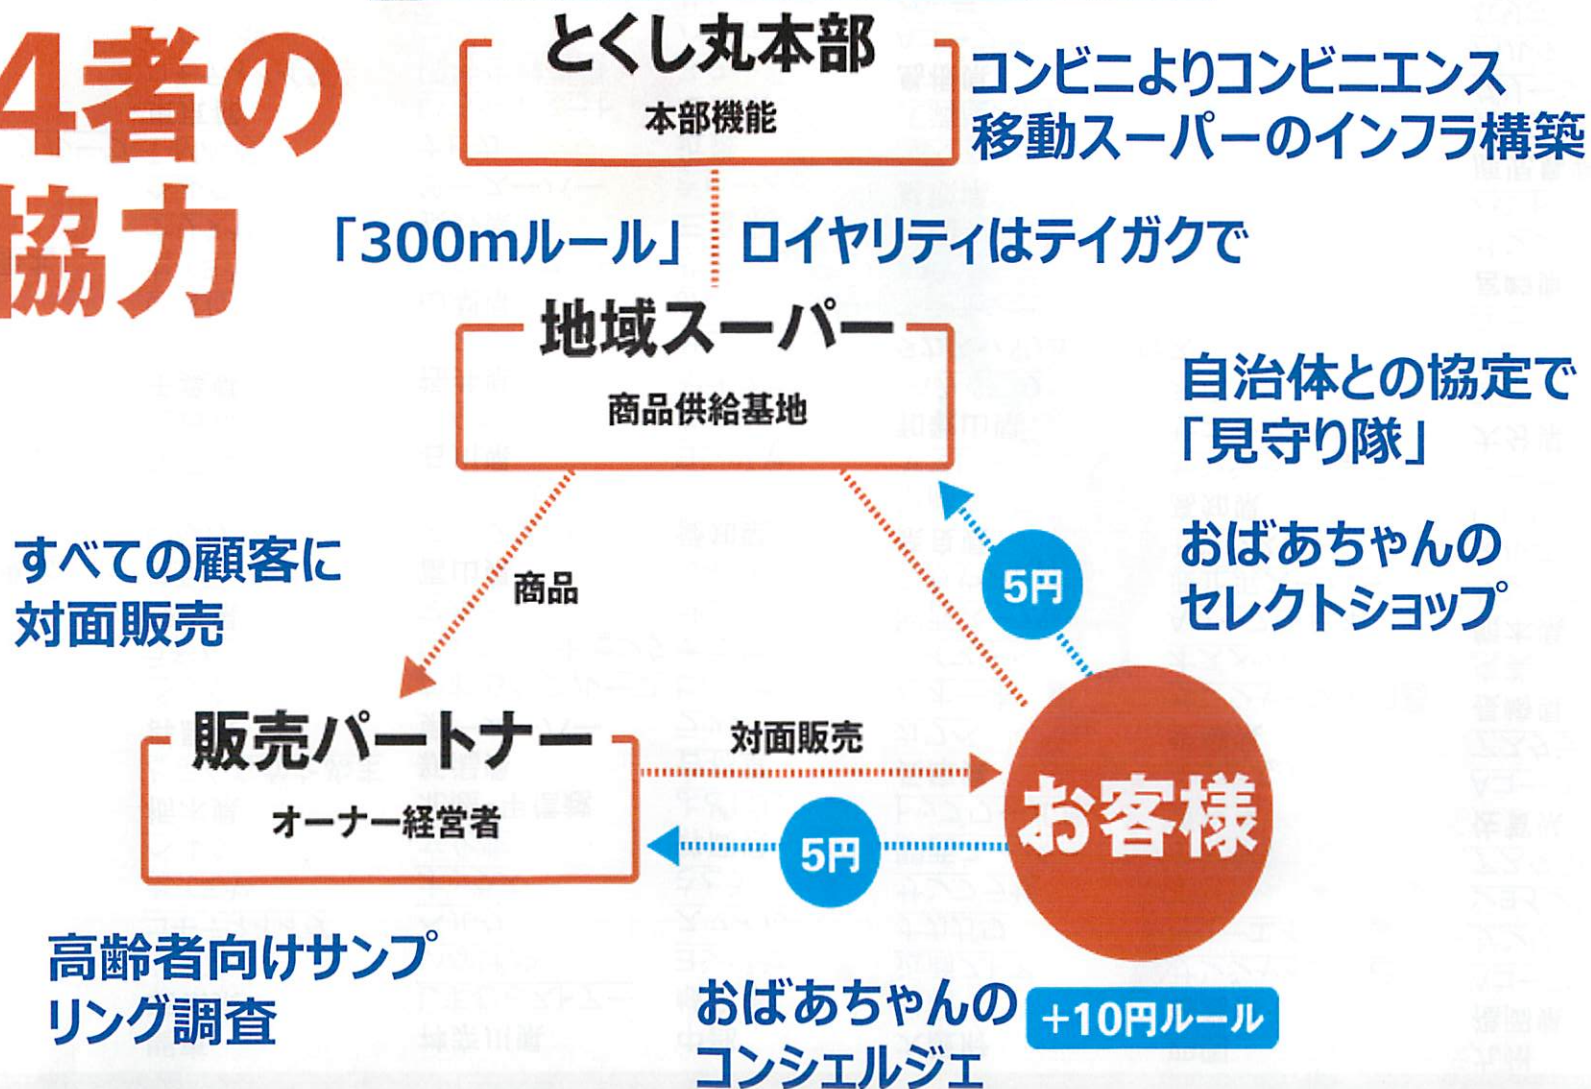 4者の
協力
とくし丸本部
本部機能
コンビニよりコンビニエンス
移動スーパーのインフラ構築
「300mルール」 ロイヤリティはテイガクで
地域スーパー
商品供給基地
自治体との協定で
「見守り隊」
すべての顧客に
対面販売
商品
5円
おばあちゃんの
セレクトショップ
販売パートナー
オーナー経営者
対面販売
5円
お客様
高齢者向けサンプ
リング調査
おばあちゃんの
コンシェルジェ
+10円ルール